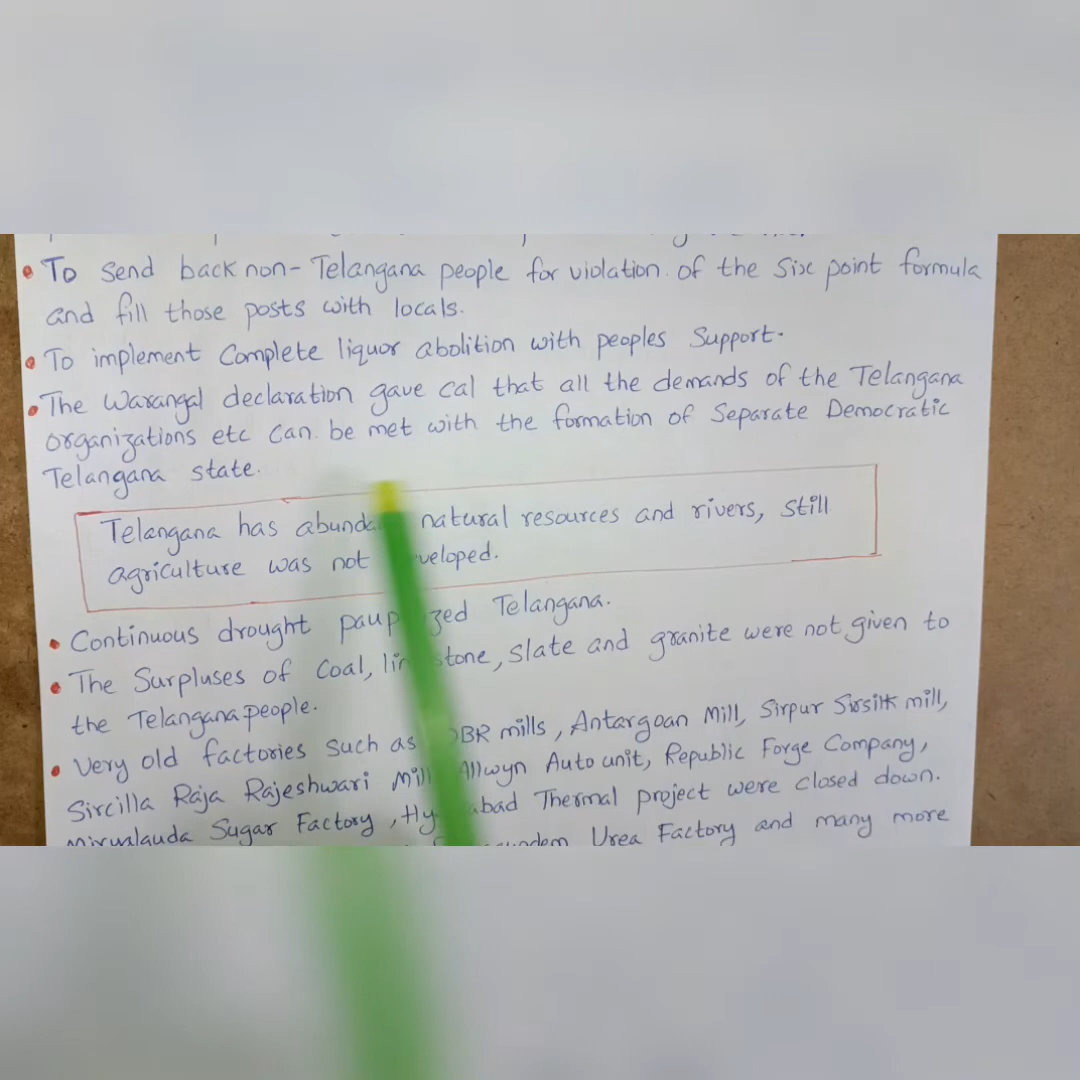 • To send back non-Telangana people for violation of the Six point formula
and fill those posts with locals.
• To implement Complete liquor abolition with peoples Support.
• The Warangal declaration gave cal that all the demands of the Telangana
organizations etc can be met with the formation of Separate Democratic
Telangana state.
Telangana has natural resources and rivers, still
agriculture was not
• Continuous drought Telangana.
• The Surpluses of Coal, slate and granite were not given to
the Telangana people.
• Very old factories such as mills, Antargoan Mill, Sirpur Sirsilk mill,
Sircilla Raja Rajeshwari Mill Allwyn Auto unit, Republic Forge Company,
Sugar Factory, Thermal project were closed down.
Urea Factory and many more